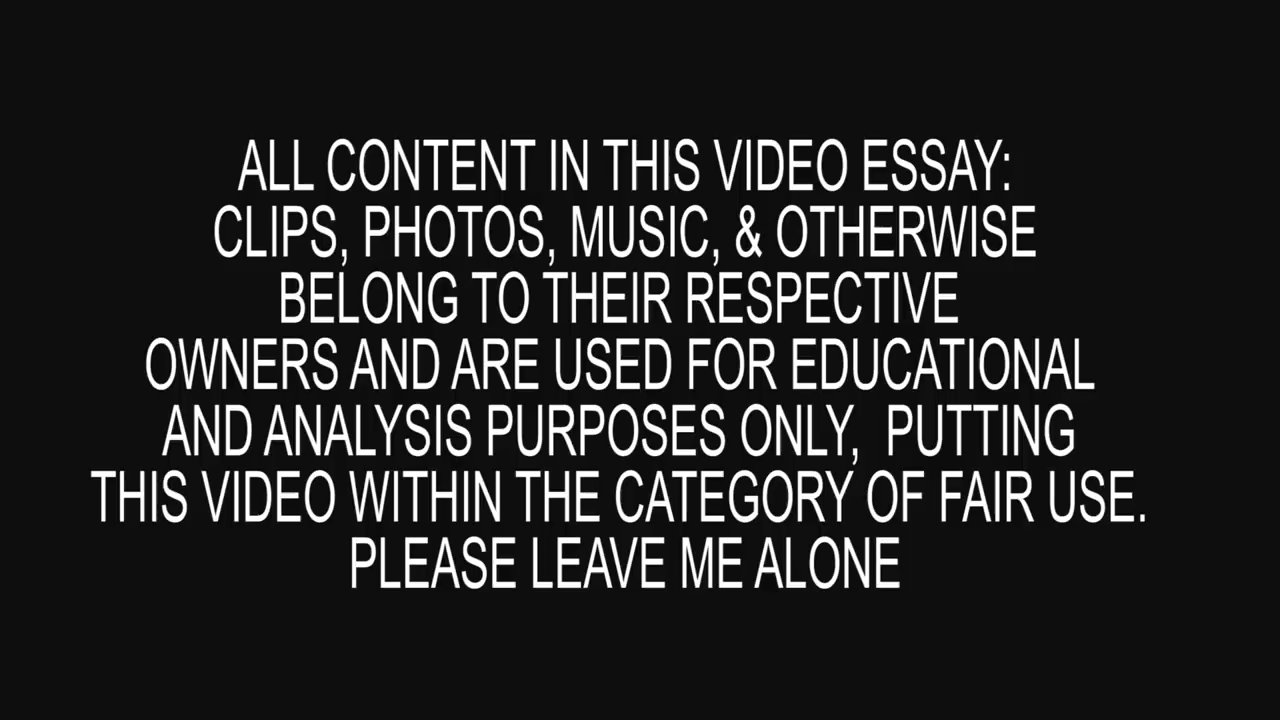 ALL CONTENT IN THIS VIDEO ESSAY:
CLIPS, PHOTOS, MUSIC, & OTHERWISE
BELONG TO THEIR RESPECTIVE
OWNERS AND ARE USED FOR EDUCATIONAL
AND ANALYSIS PURPOSES ONLY,  PUTTING
THIS VIDEO WITHIN THE CATEGORY OF FAIR USE.
PLEASE LEAVE ME ALONE